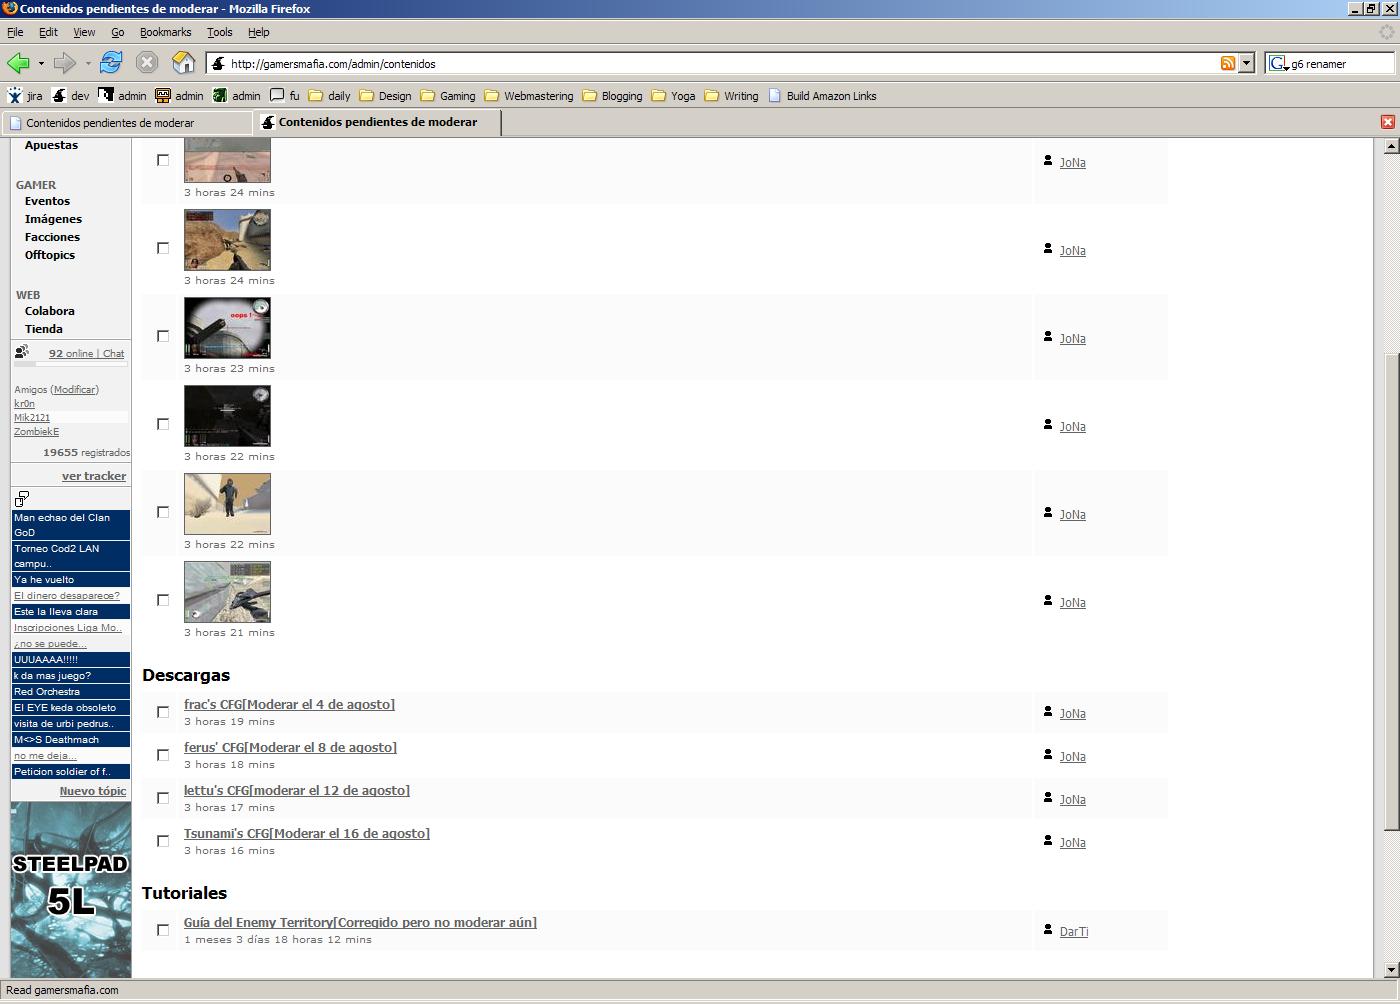 Contenidos pendientes de moderar - Mozilla Firefox
File Edit View Go Bookmarks Tools Help
http://gamersmafia.com/admin/contenidos
g6 renamer
jira dev admin admin admin fu daily Design Gaming Webmastering Blogging Yoga Writing Build Amazon Links
Contenidos pendientes de moderar
Contenidos pendientes de moderar
Apuestas
GAMER
Eventos
Imágenes
Facciones
Offtopics
WEB
Colabora
Tienda
92 online | Chat
Amigos (Modificar)
kr0n
Mik2121
ZombiekE
19655 registrados
ver tracker
Man echao del Clan
GoD
Torneo Cod2 LAN
campu..
Ya he vuelto
El dinero desaparece?
Este la lleva clara
Inscripciones Liga Mo..
¿no se puede...
UUUAAAA!!!!!
k da mas juego?
Red Orchestra
El EYE keda obsoleto
visita de urbi pedrus..
M<>S Deathmach
no me deja...
Peticion soldier of f..
Nuevo tópic
STEELPAD
5L
3 horas 24 mins
JoNa
3 horas 24 mins
JoNa
oops !
3 horas 23 mins
JoNa
3 horas 22 mins
JoNa
3 horas 22 mins
JoNa
3 horas 21 mins
JoNa
Descargas
frac's CFG[Moderar el 4 de agosto]
3 horas 19 mins
JoNa
ferus' CFG[Moderar el 8 de agosto]
3 horas 18 mins
JoNa
lettu's CFG[moderar el 12 de agosto]
3 horas 17 mins
JoNa
Tsunami's CFG[Moderar el 16 de agosto]
3 horas 16 mins
JoNa
Tutoriales
Guía del Enemy Territory[Corregido pero no moderar aún]
1 meses 3 días 18 horas 12 mins
DarTi
Read gamersmafia.com